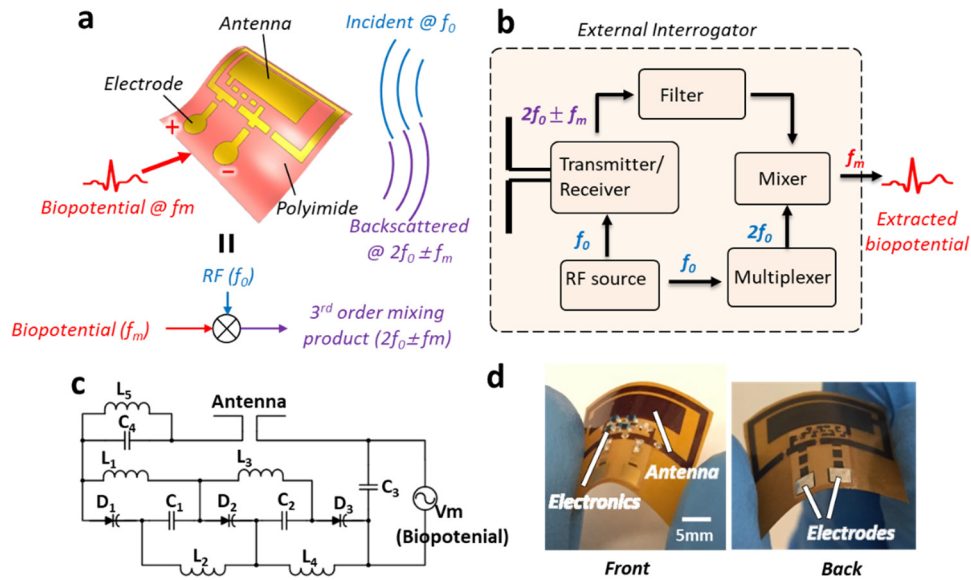 a
Antenna
Incident @ f₀
Electrode
+
-
Biopotential @ fm
Polyimide
Backscattered
@ 2f₀ ± fₘ
RF (f₀)
Biopotential (fₘ)
3ʳᵈ order mixing
product (2f₀±fm)
b
External Interrogator
2f₀ ± fₘ
Filter
Transmitter/
Receiver
Mixer
fₘ
Extracted
biopotential
f₀
2f₀
RF source
f₀
Multiplexer
c
L₅
C₄
Antenna
L₁
L₃
C₃
D₁
C₁
D₂
C₂
D₃
Vm
(Biopotenial)
L₂
L₄
d
Electronics
Antenna
5mm
Electrodes
Front
Back